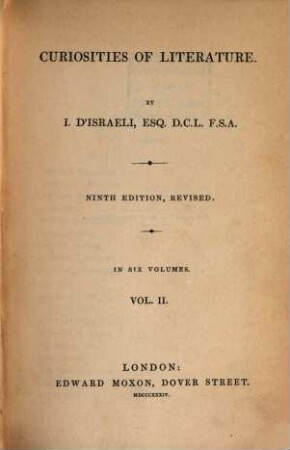 CURIOSITIES OF LITERATURE.
BY
I. D'ISRAELI, ESQ. D.C.L. F.S.A.
NINTH EDITION, REVISED.
IN SIX VOLUMES.
VOL. II.
LONDON:
EDWARD MOXON, DOVER STREET.
MDCCCXXXIV.